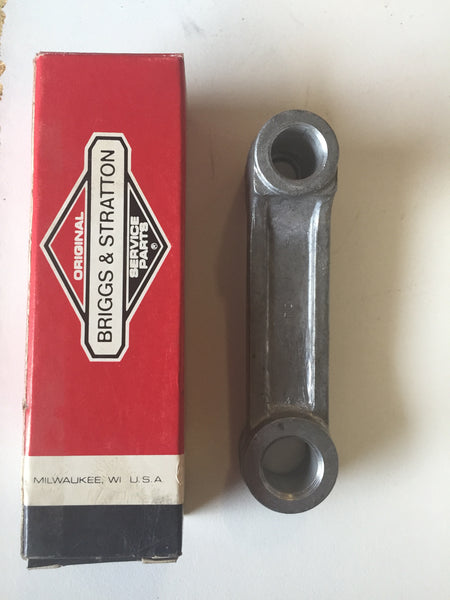 ORIGINAL
BRIGGS & STRATTON
SERVICE
PARTS®
MILWAUKEE, WI U.S.A.